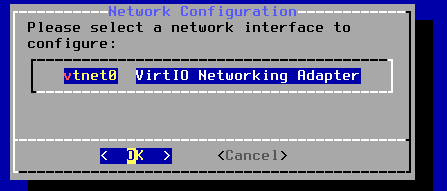 Network Configuration
Please select a network interface to
configure:
vtnet0 VirtIO Networking Adapter
< OK > <Cancel>